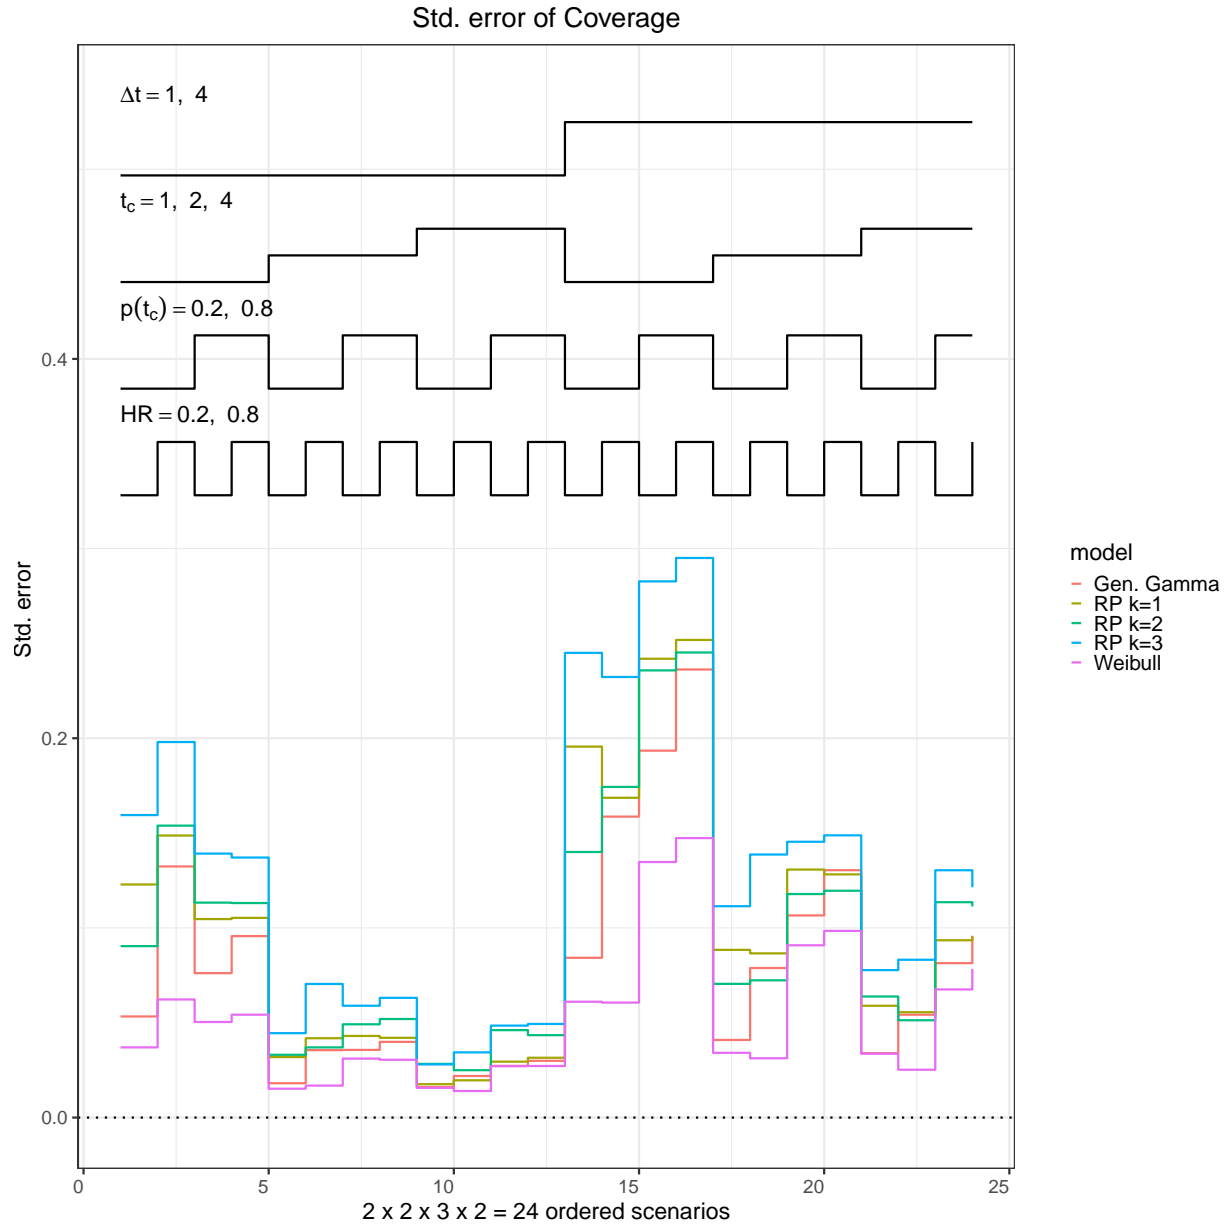 Std. error of Coverage
Δt = 1, 4
t_c = 1, 2, 4
p(t_c) = 0.2, 0.8
HR = 0.2, 0.8
0.4
0.2
0.0
Std. error
0 5 10 15 20 25
2 x 2 x 3 x 2 = 24 ordered scenarios
model
Gen. Gamma
RP k=1
RP k=2
RP k=3
Weibull